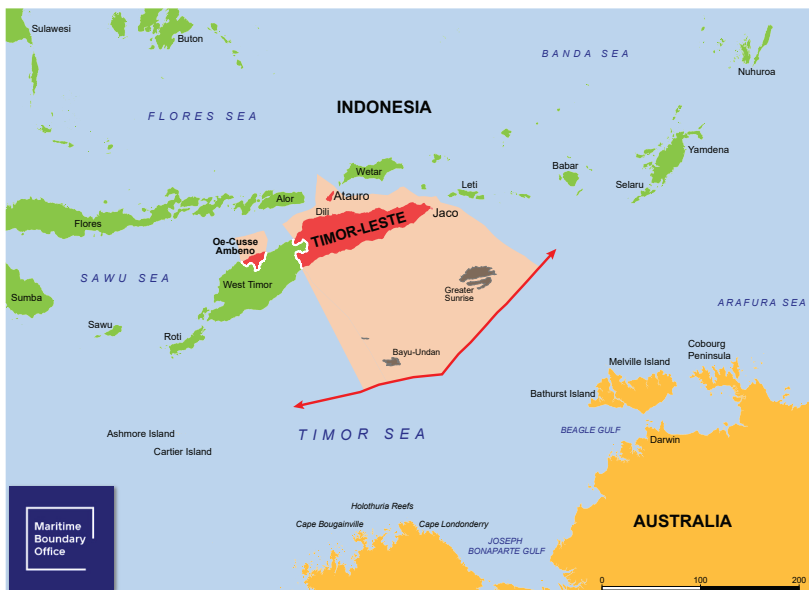 Sulawesi
Buton
BANDA SEA
Nuhuroa
FLORES SEA
INDONESIA
Yamdena
Wetar
Babar
Leti
Selaru
Alor
Atauro
Dili
Jaco
Flores
TIMOR-LESTE
Oe-Cusse
Ambeno
SAWU SEA
West Timor
Greater
Sunrise
Sumba
ARAFURA SEA
Sawu
Roti
Bayu-Undan
Cobourg
Peninsula
Melville Island
Bathurst Island
BEAGLE GULF
Darwin
TIMOR SEA
Ashmore Island
Cartier Island
Maritime
Boundary
Office
Holothuria Reefs
Cape Bougainville
Cape Londonderry
JOSEPH
BONAPARTE GULF
AUSTRALIA
0 100 200